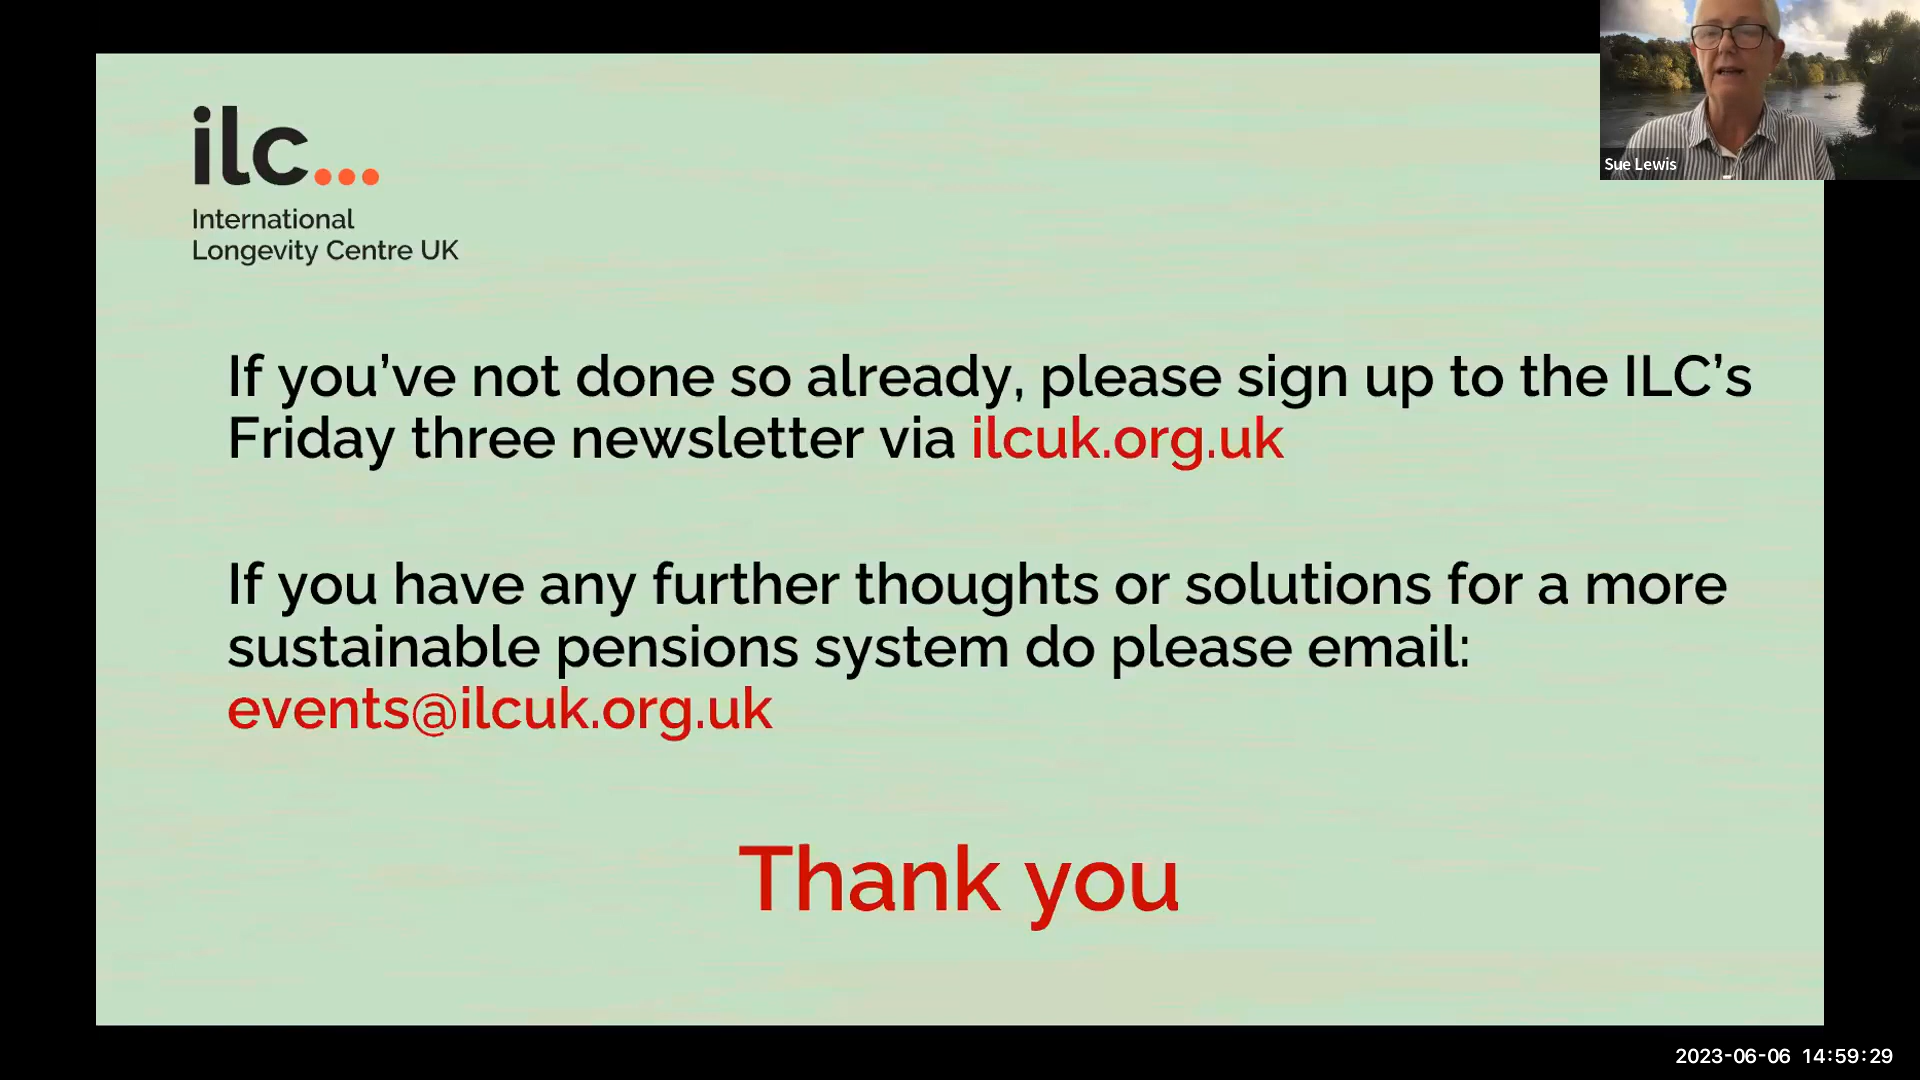 ilc...
International
Longevity Centre UK
Sue Lewis
If you’ve not done so already, please sign up to the ILC’s
Friday three newsletter via ilcuk.org.uk
If you have any further thoughts or solutions for a more
sustainable pensions system do please email:
events@ilcuk.org.uk
Thank you
2023-06-06 14:59:29